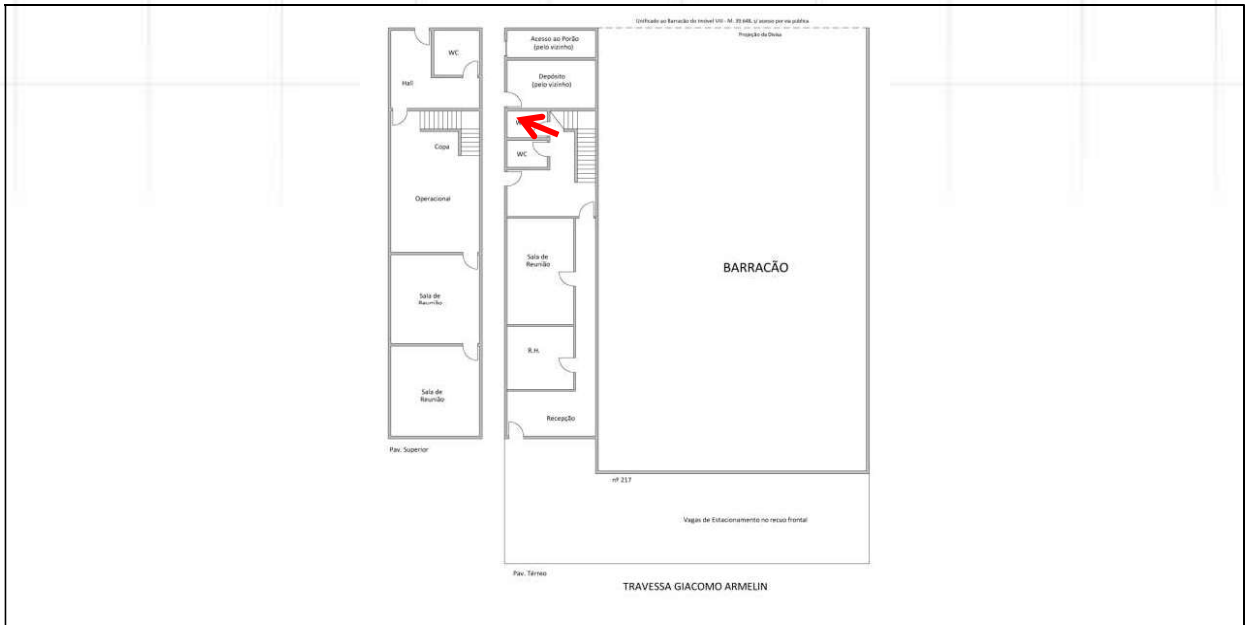 Projeção da Divisa
Acesso ao Porão
(pelo vizinho)
WC
Depósito
(pelo vizinho)
Hall
Copa
WC
Operacional
Sala de
Reunião
BARRACÃO
Sala de
Reunião
R.H.
Sala de
Reunião
Recepção
Pav. Superior
nº 217
Vagas de Estacionamento no recuo frontal
Pav. Térreo
TRAVESSA GIACOMO ARMELIN